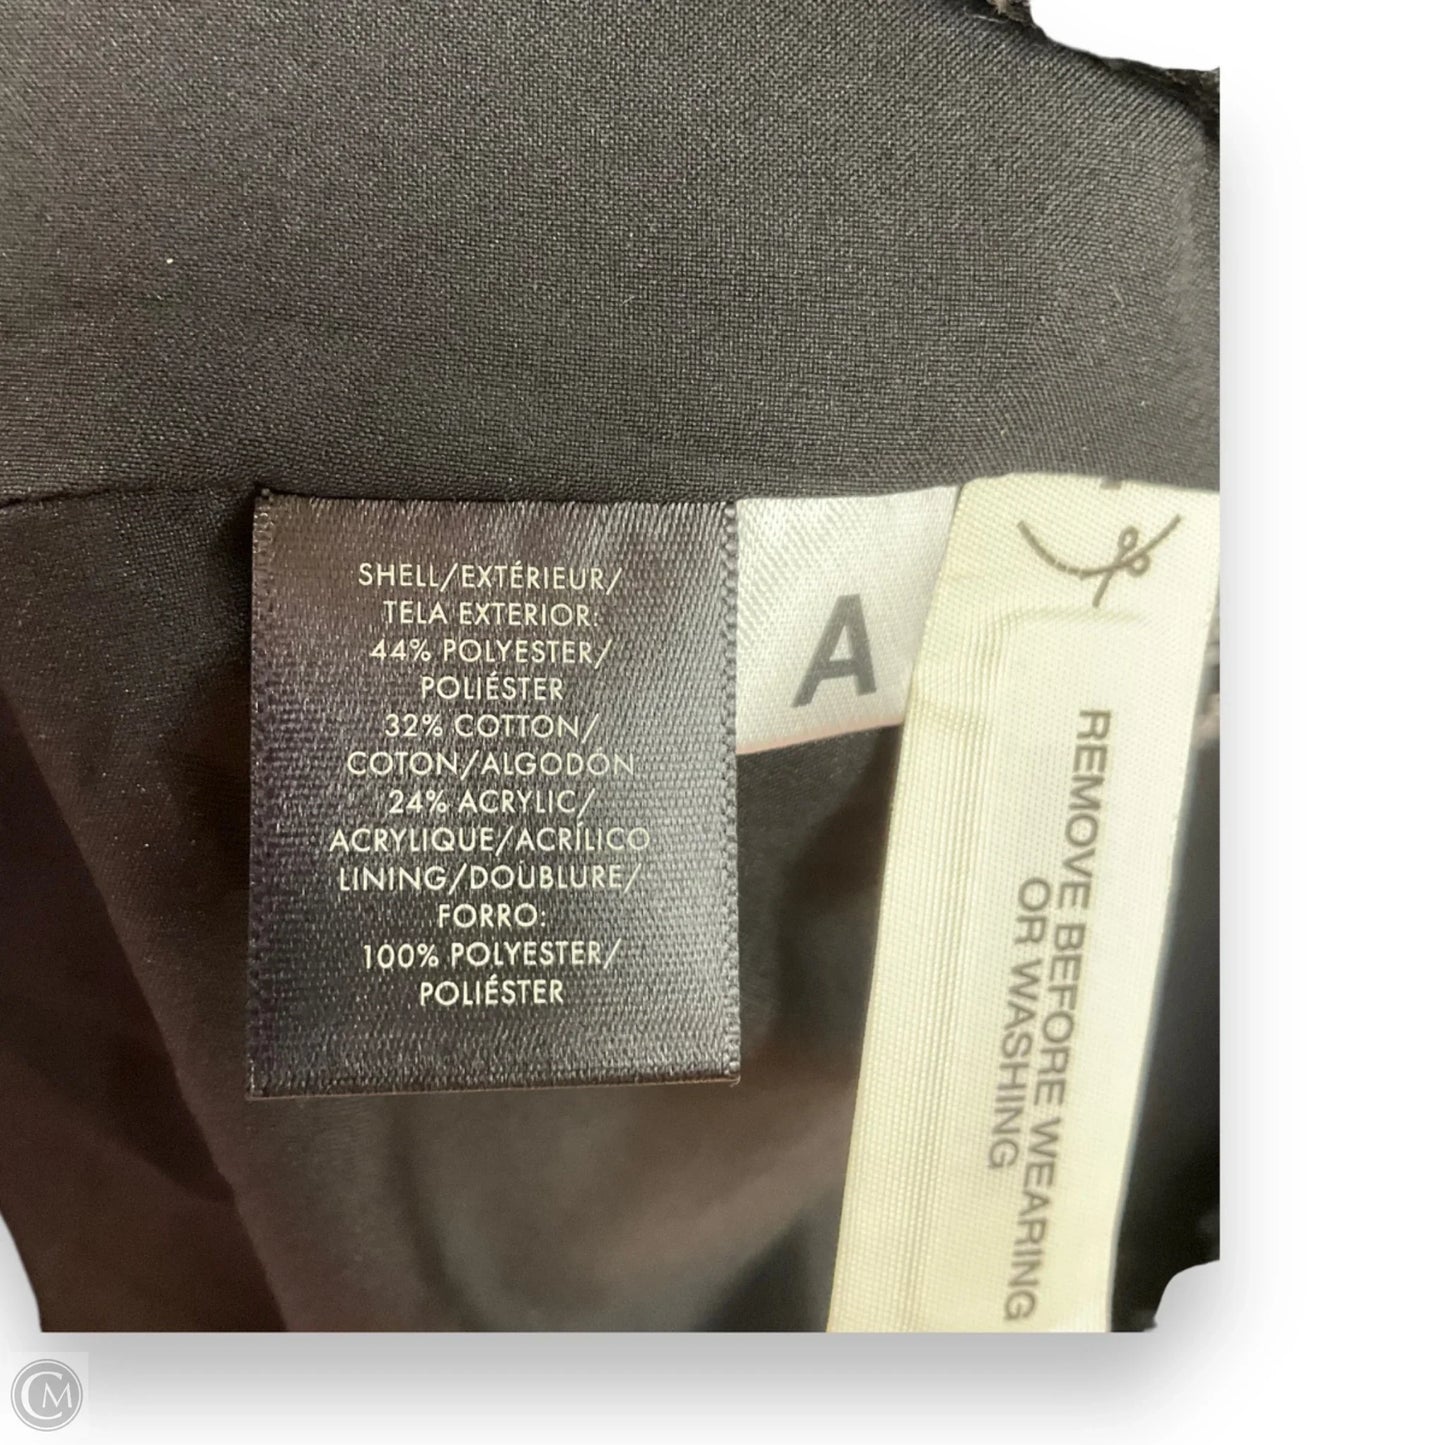 SHELL/EXTÉRIEUR/
TELA EXTERIOR:
44% POLYESTER/
POLIÉSTER
32% COTTON/
COTON/ALGODÓN
24% ACRYLIC/
ACRYLIQUE/ACRÍLICO
LINING/DOUBLURE/
FORRO:
100% POLYESTER/
POLIÉSTER
A
REMOVE BEFORE WEARING
OR WASHING
CM